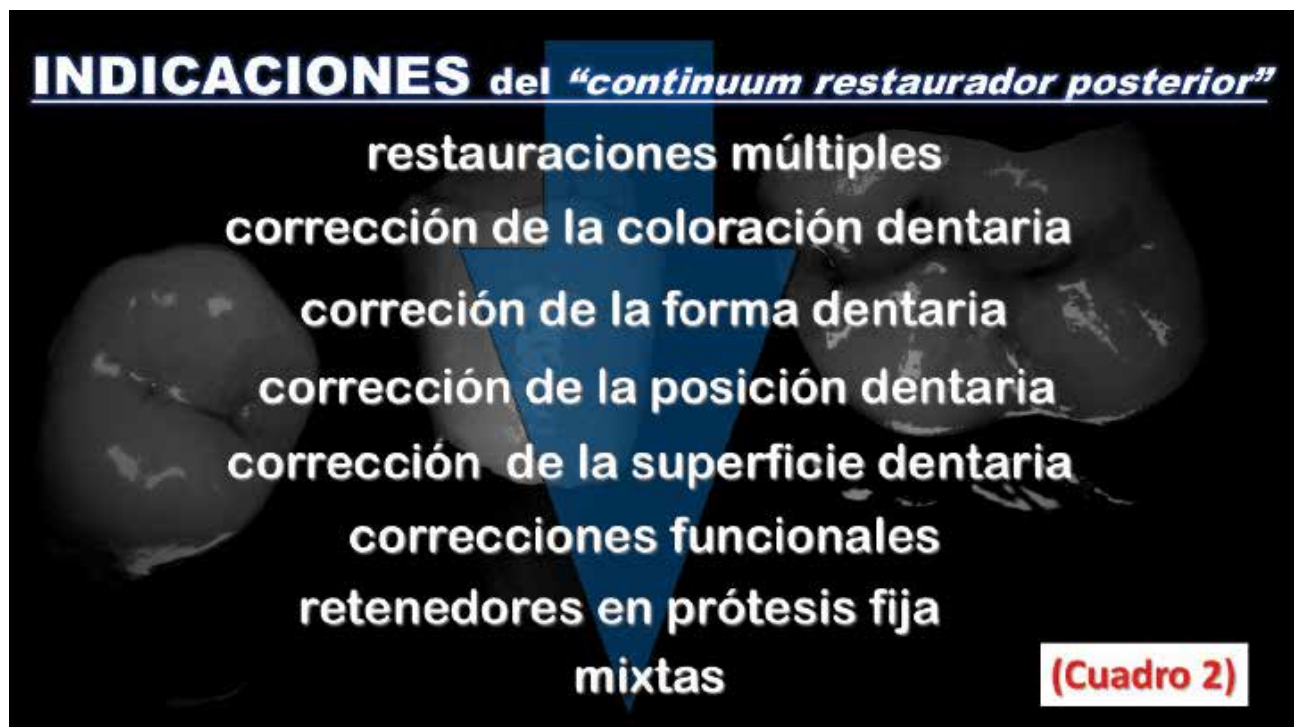 INDICACIONES del “continuum restaurador posterior”
restauraciones múltiples
corrección de la coloración dentaria
correción de la forma dentaria
corrección de la posición dentaria
corrección de la superficie dentaria
correcciones funcionales
retenedores en prótesis fija
mixtas
(Cuadro 2)